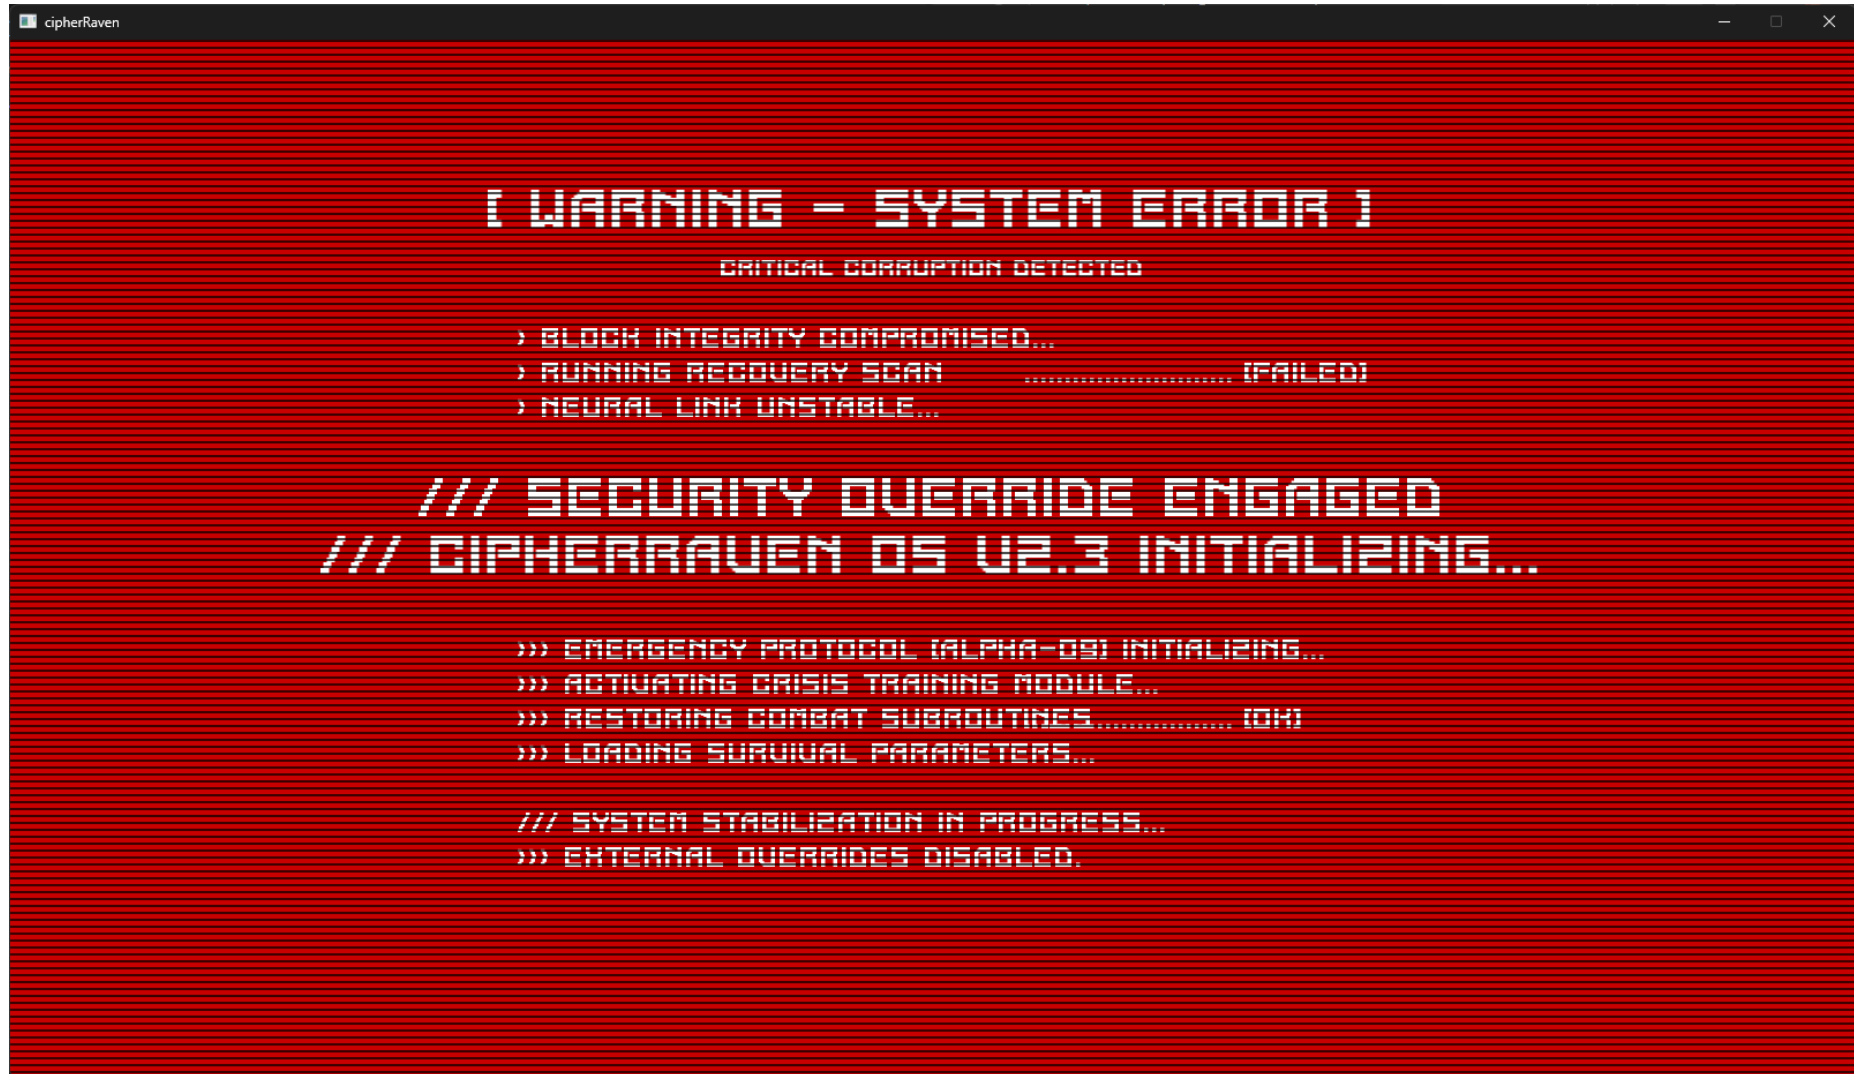 cipherRaven
[ WARNING - SYSTEM ERROR ]
CRITICAL CORRUPTION DETECTED
> BLOCK INTEGRITY COMPROMISED...
> RUNNING RECOVERY SCAN .......................... [FAILED]
> NEURAL LINK UNSTABLE...
/// SECURITY OVERRIDE ENGAGED
/// CIPHERRAVEN OS V2.3 INITIALIZING...
>>> EMERGENCY PROTOCOL [ALPHA-09] INITIALIZING...
>>> ACTIVATING CRISIS TRAINING MODULE...
>>> RESTORING COMBAT SUBROUTINES................. [OK]
>>> LOADING SURVIVAL PARAMETERS...
/// SYSTEM STABILIZATION IN PROGRESS...
>>> EXTERNAL OVERRIDES DISABLED.